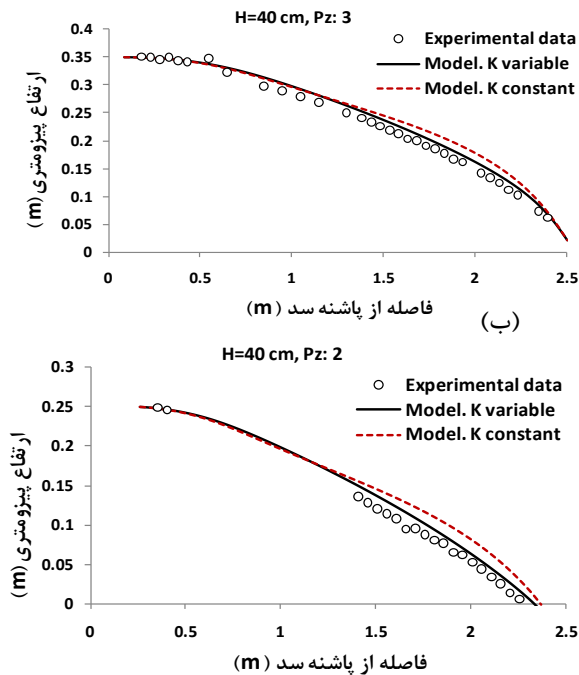 H=40 cm, Pz: 3
0.4
0.35
0.3
0.25
0.2
0.15
0.1
0.05
0
ارتفاع پیزومتری (m)
Experimental data
Model. K variable
Model. K constant
0
0.5
1
1.5
2
2.5
فاصله از پاشنه سد (m)
(ب)
H=40 cm, Pz: 2
0.3
0.25
0.2
0.15
0.1
0.05
0
ارتفاع پیزومتری (m)
Experimental data
Model. K variable
Model. K constant
0
0.5
1
1.5
2
2.5
فاصله از پاشنه سد (m)